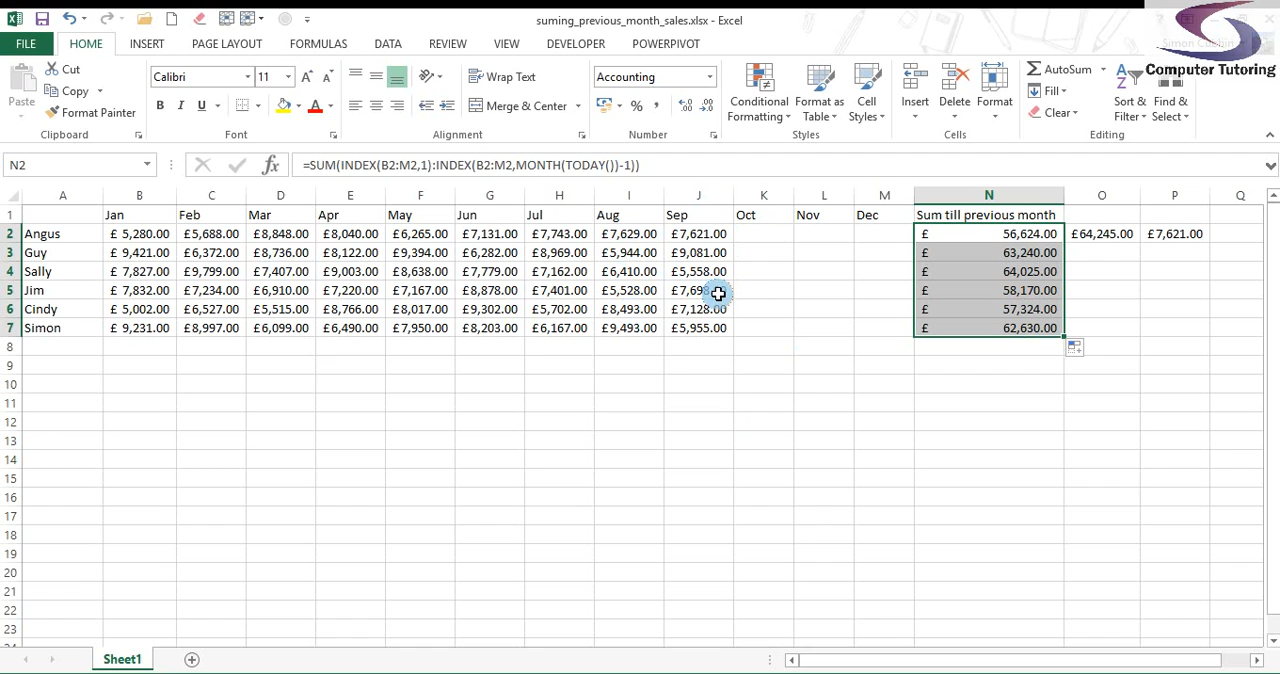 suming_previous_month_sales.xlsx - Excel
FILE HOME INSERT PAGE LAYOUT FORMULAS DATA REVIEW VIEW DEVELOPER POWERPIVOT
Computer Tutoring
Paste Cut Copy Format Painter Clipboard
Calibri 11 B I U A Font
Wrap Text Merge & Center Alignment
Accounting % , Number
Conditional Formatting Format as Table Cell Styles Styles
Insert Delete Format Cells
AutoSum Fill Clear Sort & Filter Find & Select Editing
N2 fx =SUM(INDEX(B2:M2,1):INDEX(B2:M2,MONTH(TODAY())-1))
A B C D E F G H I J K L M N O P Q
1 Jan Feb Mar Apr May Jun Jul Aug Sep Oct Nov Dec Sum till previous month
2 Angus £ 5,280.00 £5,688.00 £8,848.00 £8,040.00 £6,265.00 £7,131.00 £7,743.00 £7,629.00 £7,621.00 £ 56,624.00 £64,245.00 £7,621.00
3 Guy £ 9,421.00 £6,372.00 £8,736.00 £8,122.00 £9,394.00 £6,282.00 £8,969.00 £5,944.00 £9,081.00 £ 63,240.00
4 Sally £ 7,827.00 £9,799.00 £7,407.00 £9,003.00 £8,638.00 £7,779.00 £7,162.00 £6,410.00 £5,558.00 £ 64,025.00
5 Jim £ 7,832.00 £7,234.00 £6,910.00 £7,220.00 £7,167.00 £8,878.00 £7,401.00 £5,528.00 £ 58,170.00
6 Cindy £ 5,002.00 £6,527.00 £5,515.00 £8,766.00 £8,017.00 £9,302.00 £5,702.00 £8,493.00 £7,128.00 £ 57,324.00
7 Simon £ 9,231.00 £8,997.00 £6,099.00 £6,490.00 £7,950.00 £8,203.00 £6,167.00 £9,493.00 £5,955.00 £ 62,630.00
8
9
10
11
12
13
14
15
16
17
18
19
20
21
22
23
Sheet1